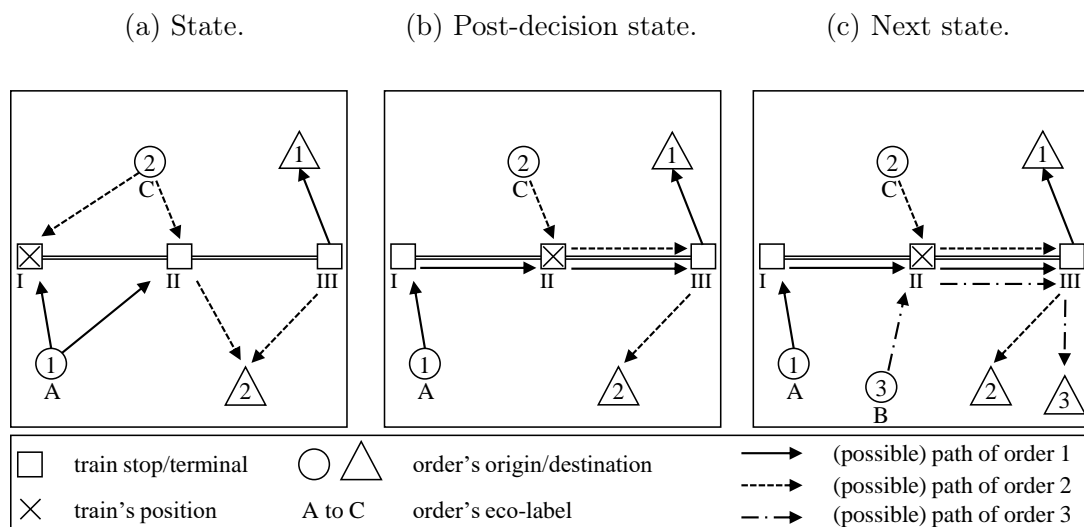 (a) State.
(b) Post-decision state.
(c) Next state.
2
C
1
I
II
III
1
A
2
2
C
1
I
II
III
1
A
2
2
C
1
I
II
III
1
A
3
B
2
3
train stop/terminal
order's origin/destination
(possible) path of order 1
(possible) path of order 2
train's position
A to C
order's eco-label
(possible) path of order 3